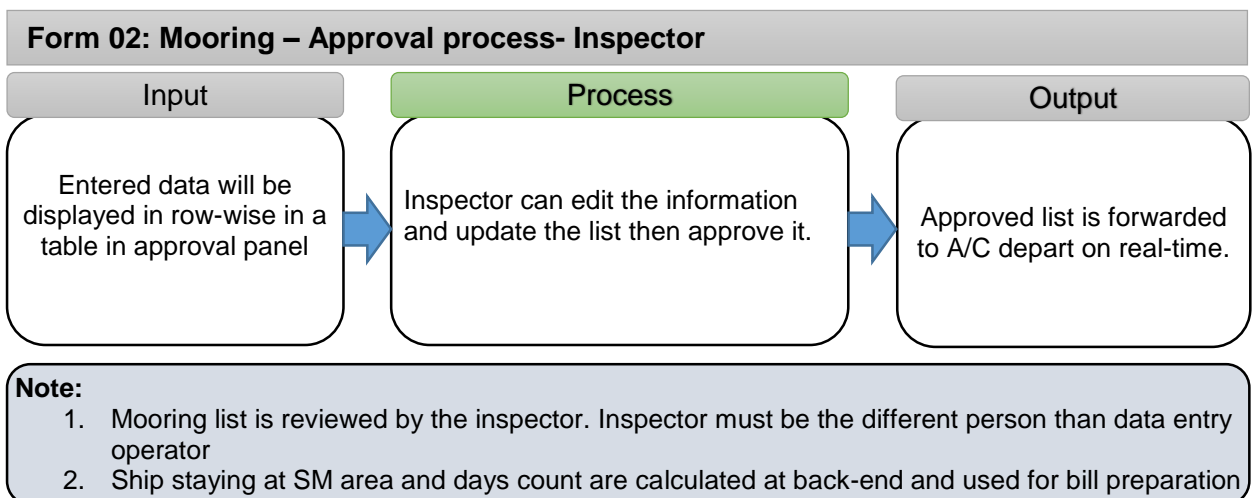 Form 02: Mooring – Approval process- Inspector
Input
Entered data will be
displayed in row-wise in a
table in approval panel
Process
Inspector can edit the information
and update the list then approve it.
Output
Approved list is forwarded
to A/C depart on real-time.
Note:
1. Mooring list is reviewed by the inspector. Inspector must be the different person than data entry
operator
2. Ship staying at SM area and days count are calculated at back-end and used for bill preparation